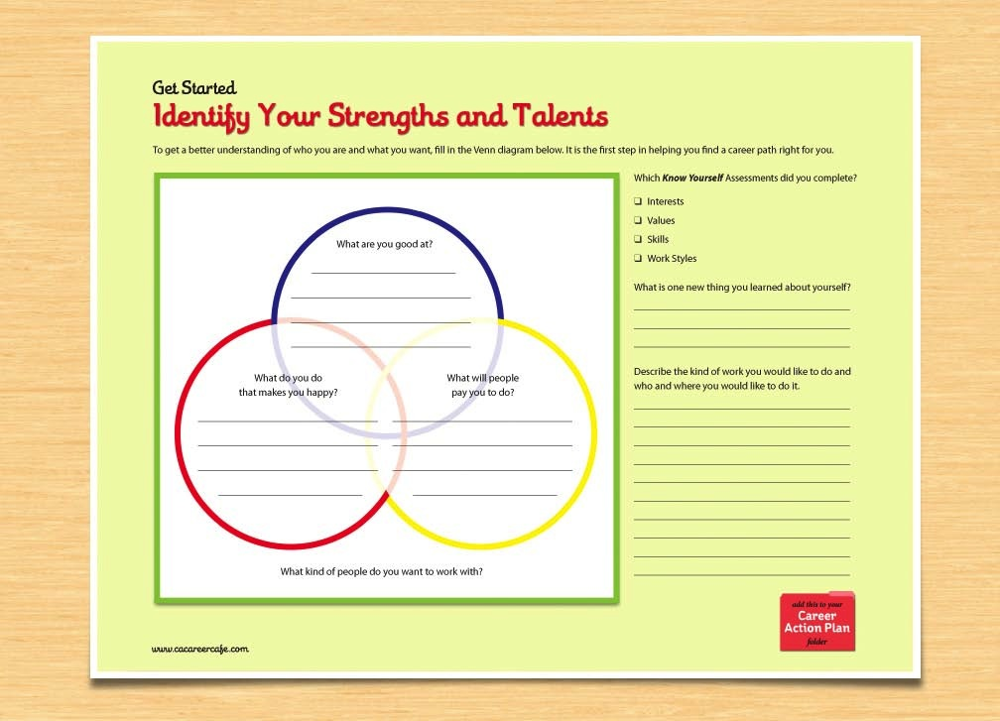 Get Started
Identify Your Strengths and Talents
To get a better understanding of who you are and what you want, fill in the Venn diagram below. It is the first step in helping you find a career path right for you.
What are you good at?
What do you do
that makes you happy?
What will people
pay you to do?
What kind of people do you want to work with?
Which Know Yourself Assessments did you complete?
❑ Interests
❑ Values
❑ Skills
❑ Work Styles
What is one new thing you learned about yourself?
Describe the kind of work you would like to do and
who and where you would like to do it.
add this to your
Career
Action Plan
folder
www.cacareercafe.com